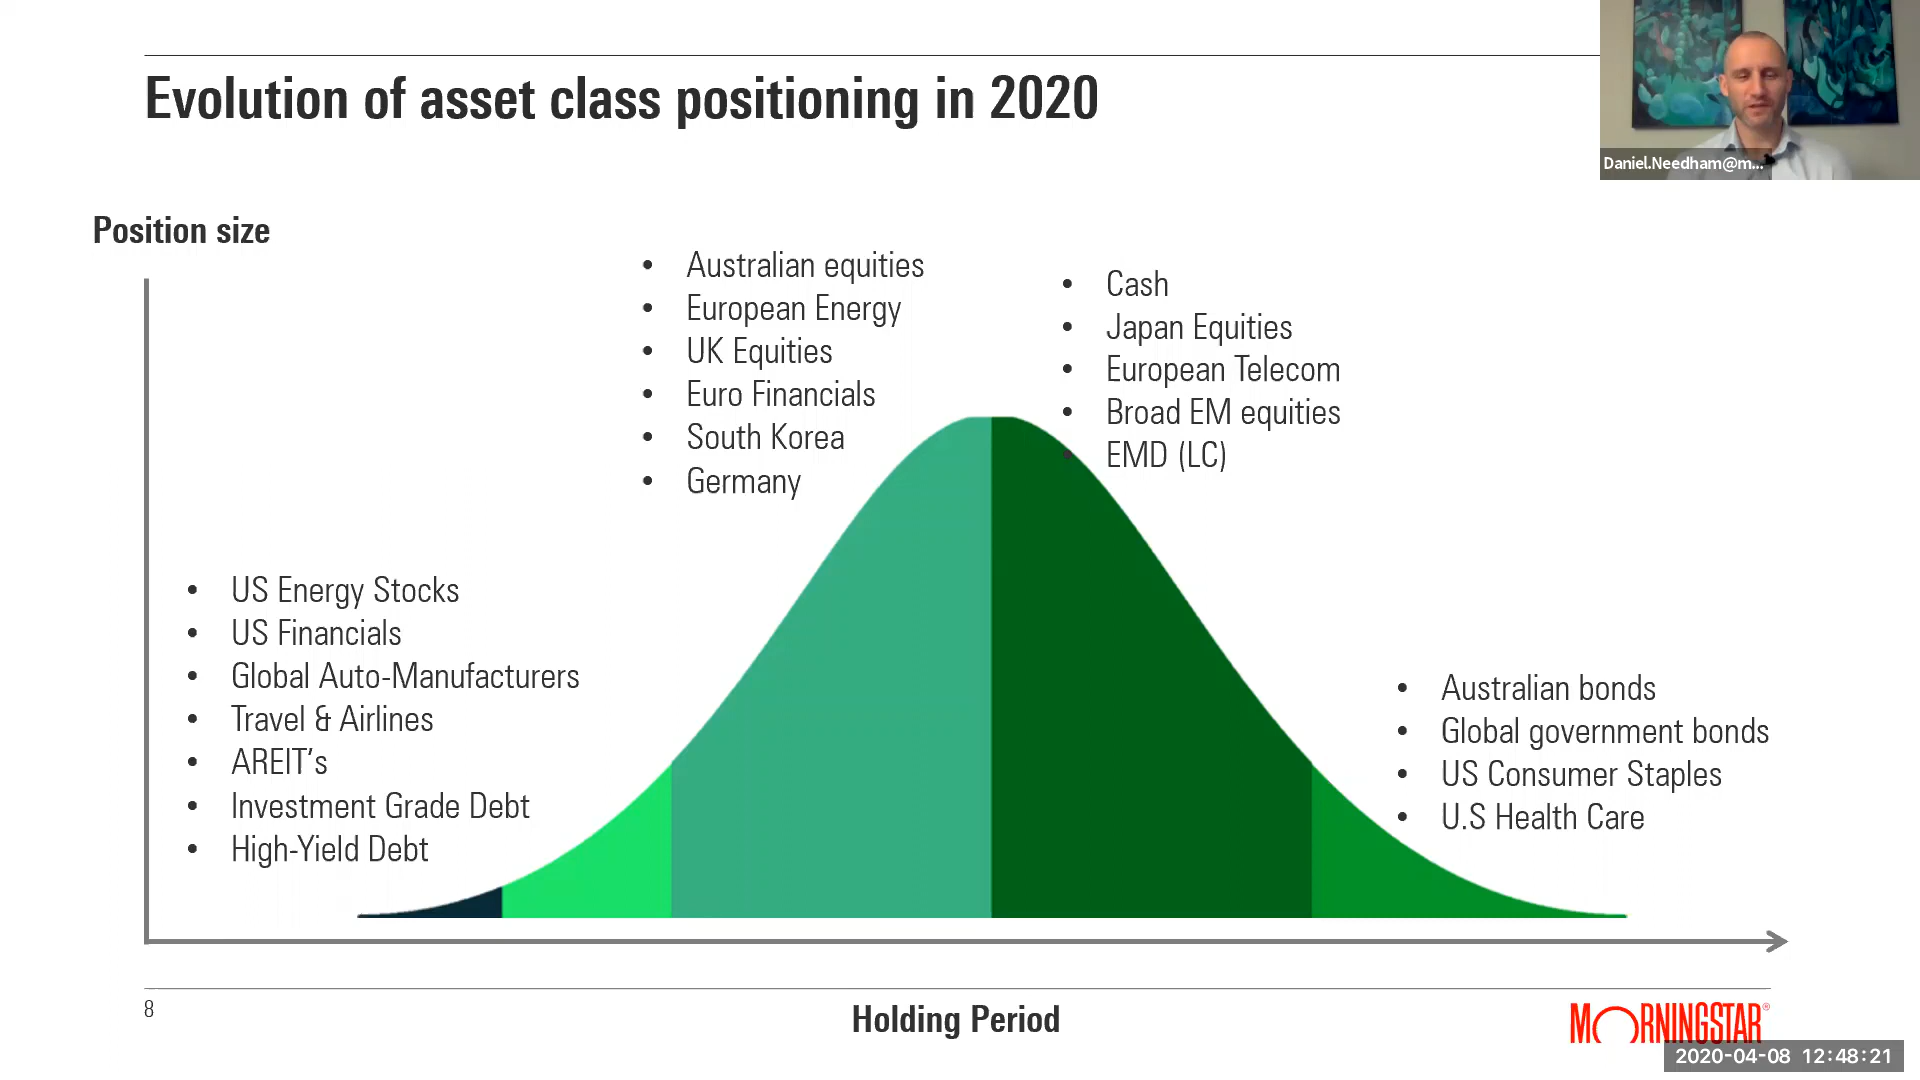 Evolution of asset class positioning in 2020
Daniel.Needham@m...
Position size
• Australian equities
• European Energy
• UK Equities
• Euro Financials
• South Korea
• Germany
• Cash
• Japan Equities
• European Telecom
• Broad EM equities
• EMD (LC)
• US Energy Stocks
• US Financials
• Global Auto-Manufacturers
• Travel & Airlines
• AREIT's
• Investment Grade Debt
• High-Yield Debt
• Australian bonds
• Global government bonds
• US Consumer Staples
• U.S Health Care
8
Holding Period
MORNINGSTAR®
2020-04-08 12:48:21